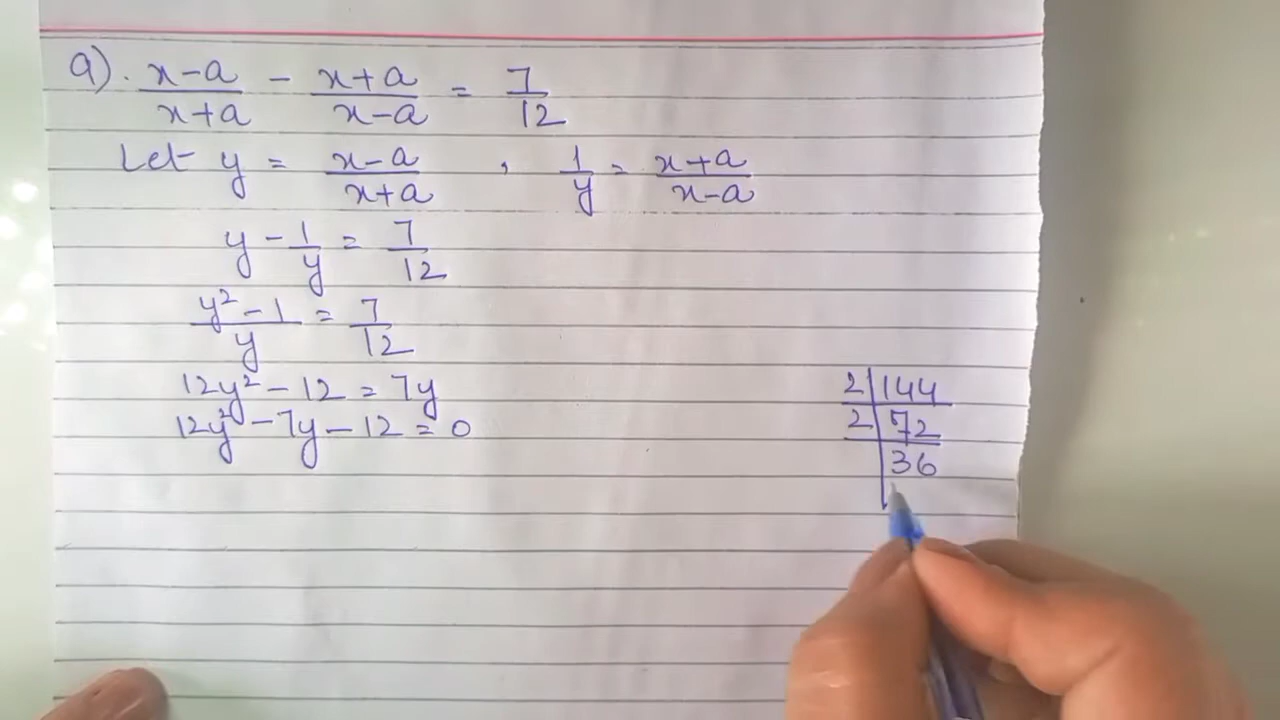 a). x-a/x+a - x+a/x-a = 7/12
Let y = x-a/x+a , 1/y = x+a/x-a
y - 1/y = 7/12
y² - 1/y = 7/12
12y² - 12 = 7y
12y² - 7y - 12 = 0
2|144
2|72
|36